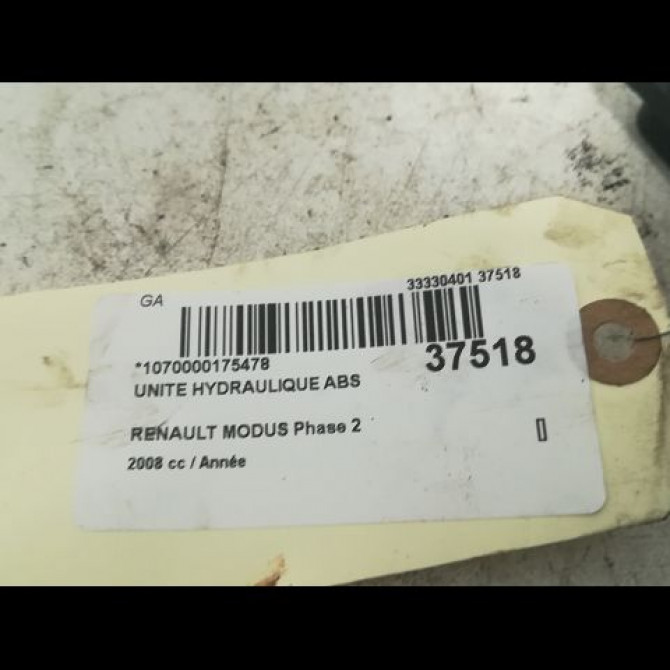 GA
33330401 37518
*1070000175478
37518
UNITE HYDRAULIQUE ABS
RENAULT MODUS Phase 2
2008 cc / Année